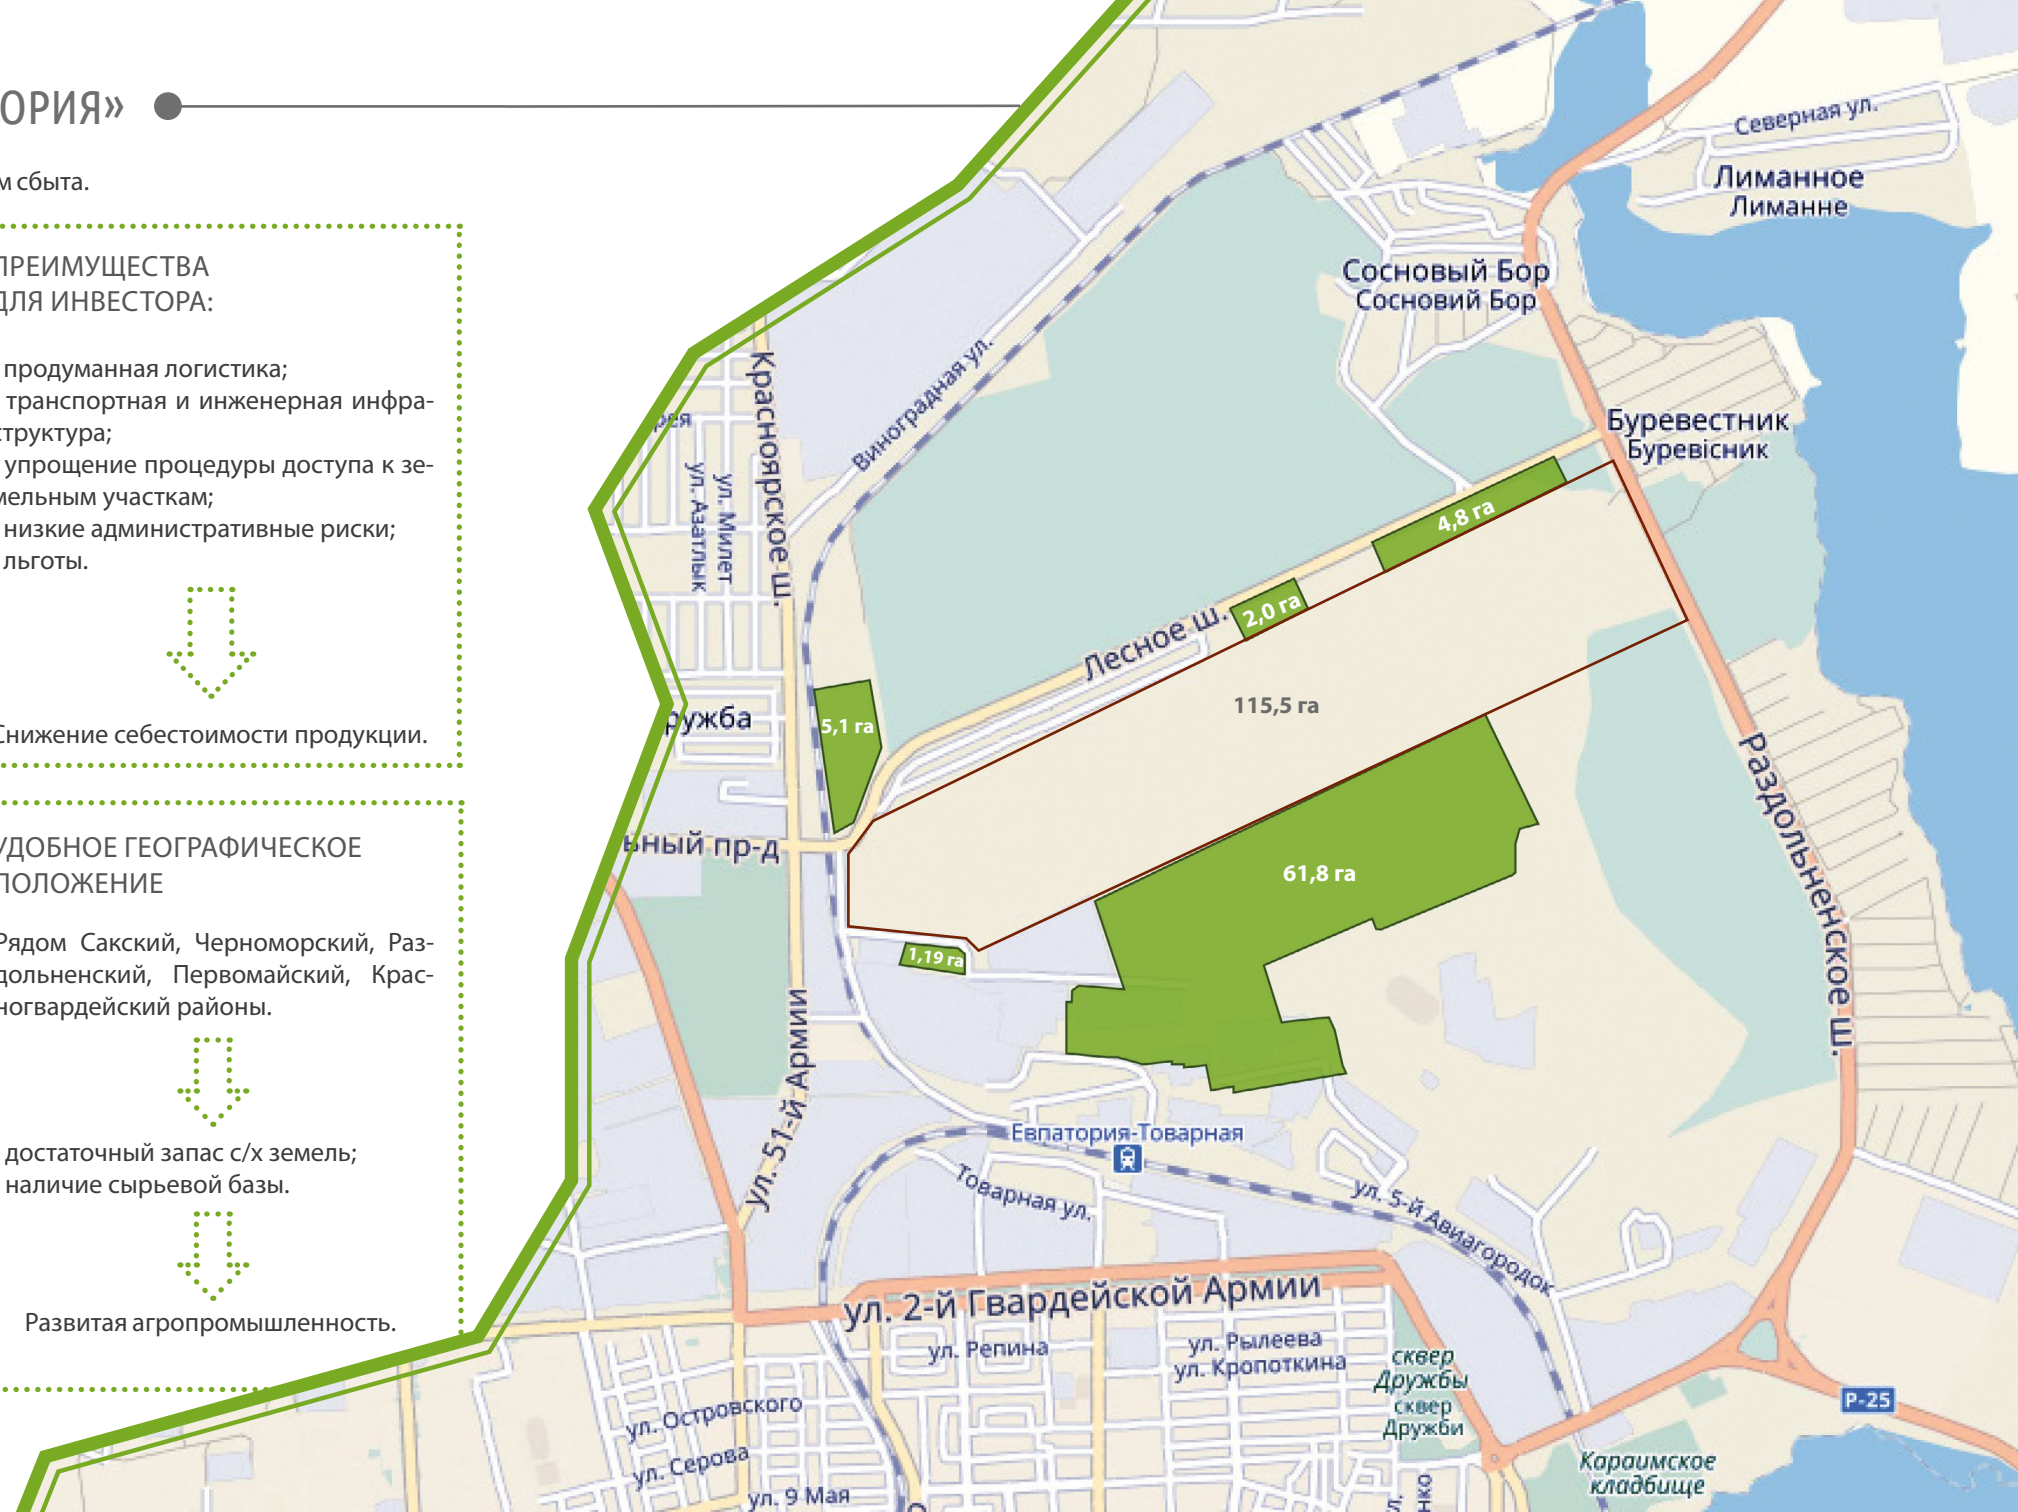 ОРИЯ»
м сбыта.
ПРЕИМУЩЕСТВА
ДЛЯ ИНВЕСТОРА:
продуманная логистика;
транспортная и инженерная инфра-
структура;
упрощение процедуры доступа к зе-
мельным участкам;
низкие административные риски;
льготы.
Снижение себестоимости продукции.
УДОБНОЕ ГЕОГРАФИЧЕСКОЕ
ПОЛОЖЕНИЕ
Рядом Сакский, Черноморский, Раз-
дольненский, Первомайский, Крас-
ногвардейский районы.
достаточный запас с/х земель;
наличие сырьевой базы.
Развитая агропромышленность.
Северная ул.
Лиманное
Лиманне
Сосновый Бор
Сосновий Бор
Буревестник
Буревісник
Виноградная ул.
Красноярское ш.
рея
ул. Азатлык
ул. Милет
4,8 га
2,0 га
Лесное ш.
115,5 га
5,1 га
ружба
Раздольненское ш.
ьный пр-д
61,8 га
1,19 га
ул. 51-й Армии
Евпатория-Товарная
Товарная ул.
ул. 5-й Авиагородок
ул. 2-й Гвардейской Армии
ул. Репина
ул. Рылеева
ул. Кропоткина
сквер
Дружбы
сквер
Дружби
Р-25
ул. Островского
ул. Серова
ул. 9 Мая
Караимское
кладбище
нко